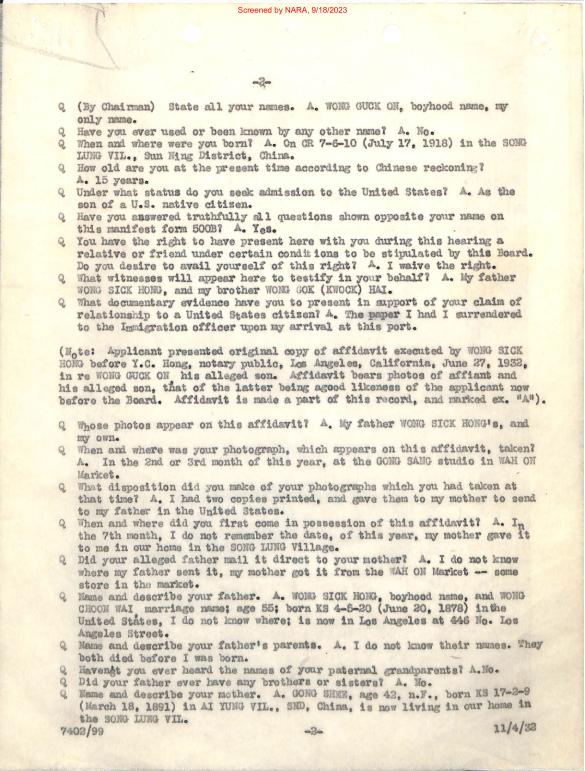 Screened by NARA, 9/18/2023
-2-
Q (By Chairman) State all your names. A. WONG GUCK ON, boyhood name, my
only name.
Q Have you ever used or been known by any other name? A. No.
Q When and where were you born? A. On CR 7-6-10 (July 17, 1918) in the SONG
LUNG VIL., Sun Ning District, China.
Q How old are you at the present time according to Chinese reckoning?
A. 15 years.
Q Under what status do you seek admission to the United States? A. As the
son of a U.S. native citizen.
Q Have you answered truthfully all questions shown opposite your name on
this manifest form 500B? A. Yes.
Q You have the right to have present here with you during this hearing a
relative or friend under certain conditions to be stipulated by this Board.
Do you desire to avail yourself of this right? A. I waive the right.
Q What witnesses will appear here to testify in your behalf? A. My father
WONG SICK HONG, and my brother WONG GOK (KWOCK) HAI.
Q What documentary evidence have you to present in support of your claim of
relationship to a United States citizen? A. The paper I had I surrendered
to the Immigration officer upon my arrival at this port.
(Note: Applicant presented original copy of affidavit executed by WONG SICK
HONG before Y.C. Hong, notary public, Los Angeles, California, June 27, 1932,
in re WONG GUCK ON his alleged son. Affidavit bears photos of affiant and
his alleged son, that of the latter being agood likeness of the applicant now
before the Board. Affidavit is made a part of this record, and marked ex. "A").
Q Whose photos appear on this affidavit? A. My father WONG SICK HONG's, and
my own.
Q When and where was your photograph, which appears on this affidavit, taken?
A. In the 2nd or 3rd month of this year, at the GONG SANG studio in WAH ON
Market.
Q What disposition did you make of your photographs which you had taken at
that time? A. I had two copies printed, and gave them to my mother to send
to my father in the United States.
Q When and where did you first come in possession of this affidavit? A. In
the 7th month, I do not remember the date, of this year, my mother gave it
to me in our home in the SONG LUNG Village.
Q Did your alleged father mail it direct to your mother? A. I do not know
where my father sent it, my mother got it from the WAH ON Market -- some
store in the market.
Q Name and describe your father. A. WONG SICK HONG, boyhood name, and WONG
CHOON WAI, marriage name; age 55; born KS 4-5-20 (June 20, 1878) inthe
United States, I do not know where; is now in Los Angeles at 446 No. Los
Angeles Street.
Q Name and describe your father's parents. A. I do not know their names. They
both died before I was born.
Q Havent you ever heard the names of your paternal grandparents? A.No.
Q Did your father ever have any brothers or sisters? A. No.
Q Name and describe your mother. A. GONG SHEE, age 42, n.F., born KS 17-2-9
(March 18, 1891) in AI YUNG VIL., SND, China, is now living in our home in
the SONG LUNG VIL.
7402/99 -2- 11/4/32